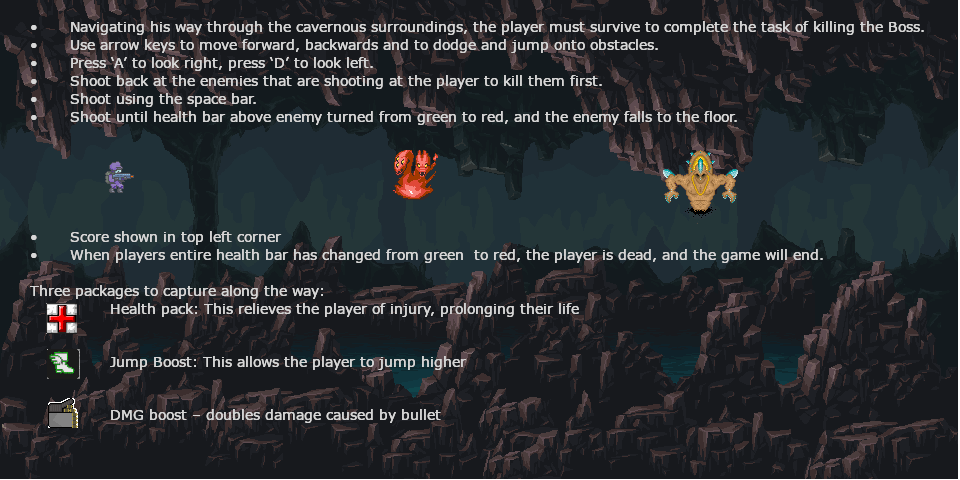 • Navigating his way through the cavernous surroundings, the player must survive to complete the task of killing the Boss.
• Use arrow keys to move forward, backwards and to dodge and jump onto obstacles.
• Press ‘A’ to look right, press ‘D’ to look left.
• Shoot back at the enemies that are shooting at the player to kill them first.
• Shoot using the space bar.
• Shoot until health bar above enemy turned from green to red, and the enemy falls to the floor.
• Score shown in top left corner
• When players entire health bar has changed from green  to red, the player is dead, and the game will end.
Three packages to capture along the way:
Health pack: This relieves the player of injury, prolonging their life
Jump Boost: This allows the player to jump higher
DMG boost – doubles damage caused by bullet